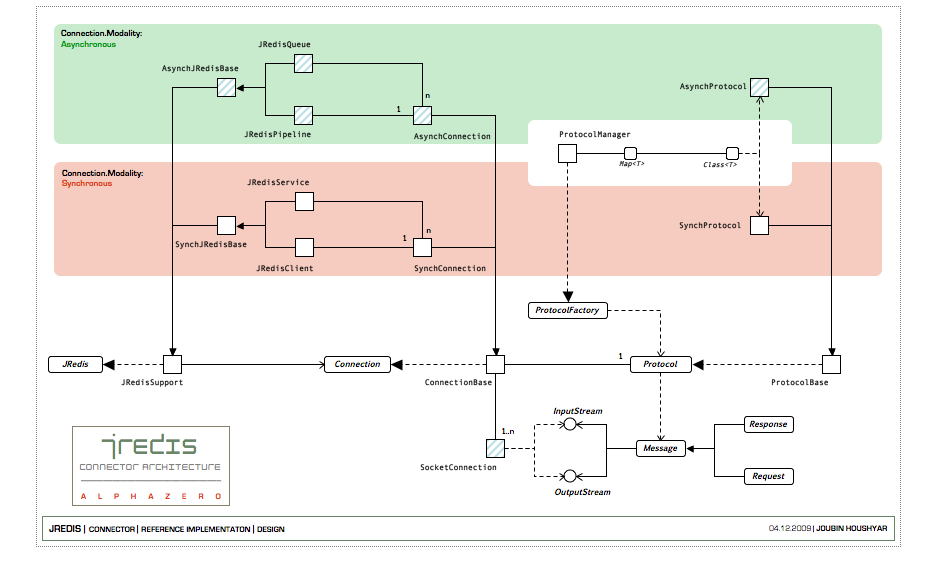 Connection.Modality:
Asynchronous
JRedisQueue
AsynchJRedisBase
AsynchProtocol
n
1
JRedisPipeline
AsynchConnection
ProtocolManager
Map<T>
Class<T>
Connection.Modality:
Synchronous
JRedisService
SynchProtocol
n
1
SynchJRedisBase
JRedisClient
SynchConnection
ProtocolFactory
1
JRedis
Connection
Protocol
JRedisSupport
ConnectionBase
ProtocolBase
InputStream
Response
1..n
Message
SocketConnection
Request
OutputStream
jredis
CONNECTOR ARCHITECTURE
A L P H A Z E R O
JREDIS | CONNECTOR | REFERENCE IMPLEMENTATON | DESIGN
04.12.2009 | JOUBIN HOUSHYAR